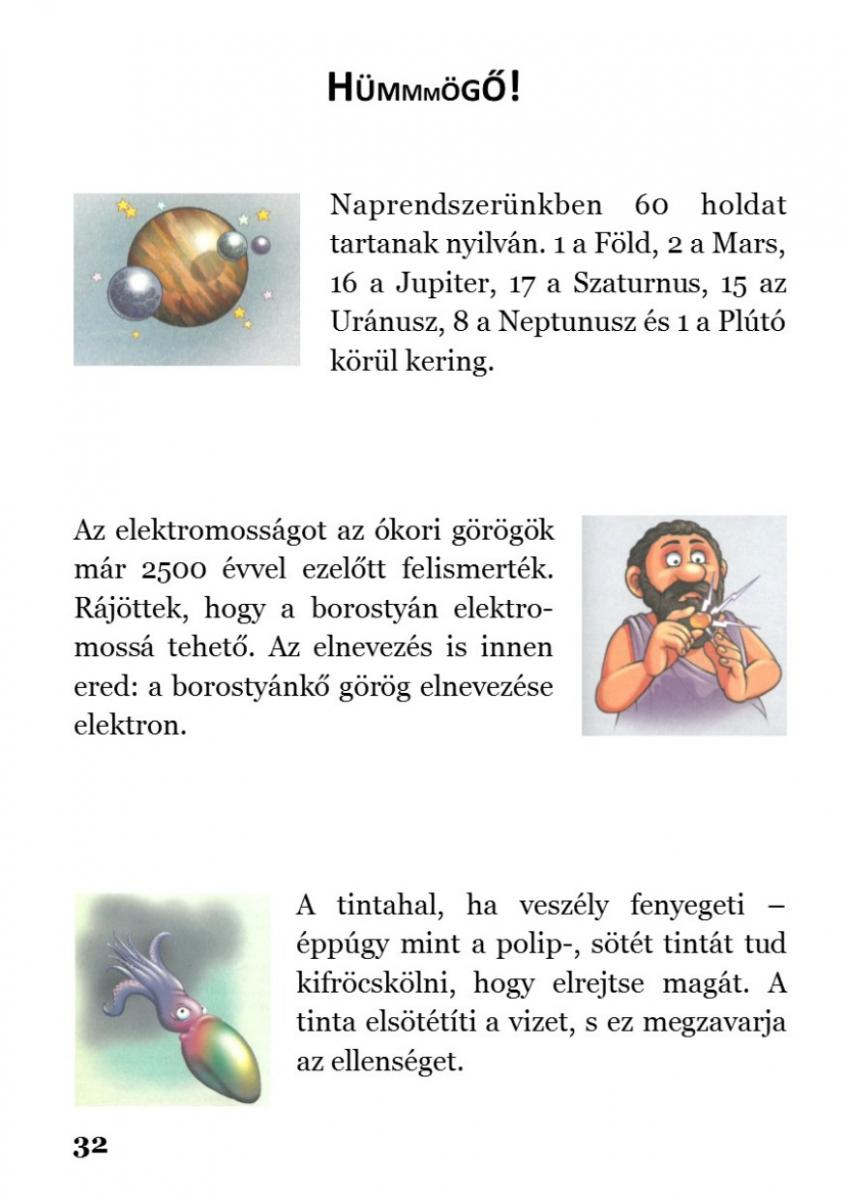 HÜMMMÖGŐ!
Naprendszerünkben 60 holdat
tartanak nyilván. 1 a Föld, 2 a Mars,
16 a Jupiter, 17 a Szaturnus, 15 az
Uránusz, 8 a Neptunusz és 1 a Plútó
körül kering.
Az elektromosságot az ókori görögök
már 2500 évvel ezelőtt felismerték.
Rájöttek, hogy a borostyán elektro-
mossá tehető. Az elnevezés is innen
ered: a borostyánkő görög elnevezése
elektron.
A tintahal, ha veszély fenyegeti –
éppúgy mint a polip-, sötét tintát tud
kifröcskölni, hogy elrejtse magát. A
tinta elsötétíti a vizet, s ez megzavarja
az ellenséget.
32